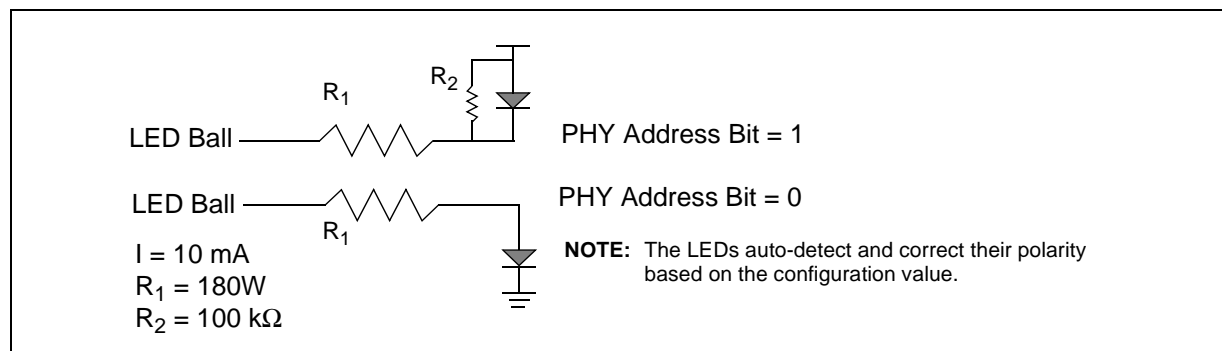 R2
R1
LED Ball
PHY Address Bit = 1
LED Ball
PHY Address Bit = 0
R1
NOTE: The LEDs auto-detect and correct their polarity
based on the configuration value.
I = 10 mA
R1 = 180W
R2 = 100 kΩ